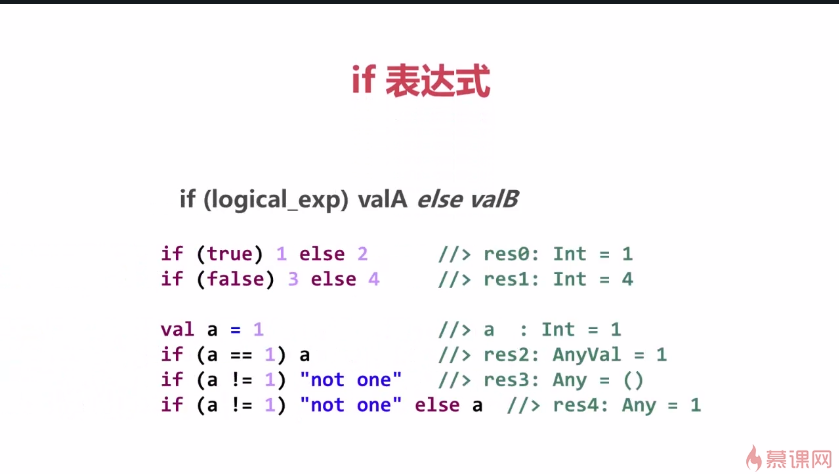 if 表达式
if (logical_exp) valA else valB
if (true) 1 else 2 //> res0: Int = 1
if (false) 3 else 4 //> res1: Int = 4
val a = 1 //> a : Int = 1
if (a == 1) a //> res2: AnyVal = 1
if (a != 1) "not one" //> res3: Any = ()
if (a != 1) "not one" else a //> res4: Any = 1
慕课网